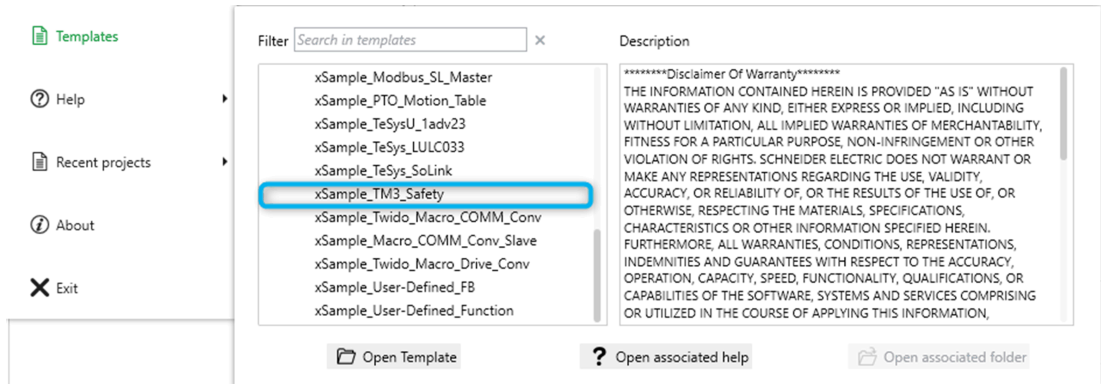 Templates
Help
Recent projects
About
Exit
Filter Search in templates
xSample_Modbus_SL_Master
xSample_PTO_Motion_Table
xSample_TeSysU_1adv23
xSample_TeSys_LULC033
xSample_TeSys_SoLink
xSample_TM3_Safety
xSample_Twido_Macro_COMM_Conv
xSample_Macro_COMM_Conv_Slave
xSample_Twido_Macro_Drive_Conv
xSample_User-Defined_FB
xSample_User-Defined_Function
Description
********Disclaimer Of Warranty********
THE INFORMATION CONTAINED HEREIN IS PROVIDED "AS IS" WITHOUT
WARRANTIES OF ANY KIND, EITHER EXPRESS OR IMPLIED, INCLUDING
WITHOUT LIMITATION, ALL IMPLIED WARRANTIES OF MERCHANTABILITY,
FITNESS FOR A PARTICULAR PURPOSE, NON-INFRINGEMENT OR OTHER
VIOLATION OF RIGHTS. SCHNEIDER ELECTRIC DOES NOT WARRANT OR
MAKE ANY REPRESENTATIONS REGARDING THE USE, VALIDITY,
ACCURACY, OR RELIABILITY OF, OR THE RESULTS OF THE USE OF, OR
OTHERWISE, RESPECTING THE MATERIALS, SPECIFICATIONS,
CHARACTERISTICS OR OTHER INFORMATION SPECIFIED HEREIN.
FURTHERMORE, ALL WARRANTIES, CONDITIONS, REPRESENTATIONS,
INDEMNITIES AND GUARANTEES WITH RESPECT TO THE ACCURACY,
OPERATION, CAPACITY, SPEED, FUNCTIONALITY, QUALIFICATIONS, OR
CAPABILITIES OF THE SOFTWARE, SYSTEMS AND SERVICES COMPRISING
OR UTILIZED IN THE COURSE OF APPLYING THIS INFORMATION,
Open Template
Open associated help
Open associated folder